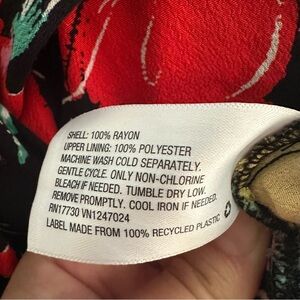 SHELL: 100% RAYON
UPPER LINING: 100% POLYESTER
MACHINE WASH COLD SEPARATELY.
GENTLE CYCLE. ONLY NON-CHLORINE
BLEACH IF NEEDED. TUMBLE DRY LOW.
REMOVE PROMPTLY. COOL IRON IF NEEDED.
RN17730 VN1247024
LABEL MADE FROM 100% RECYCLED PLASTIC